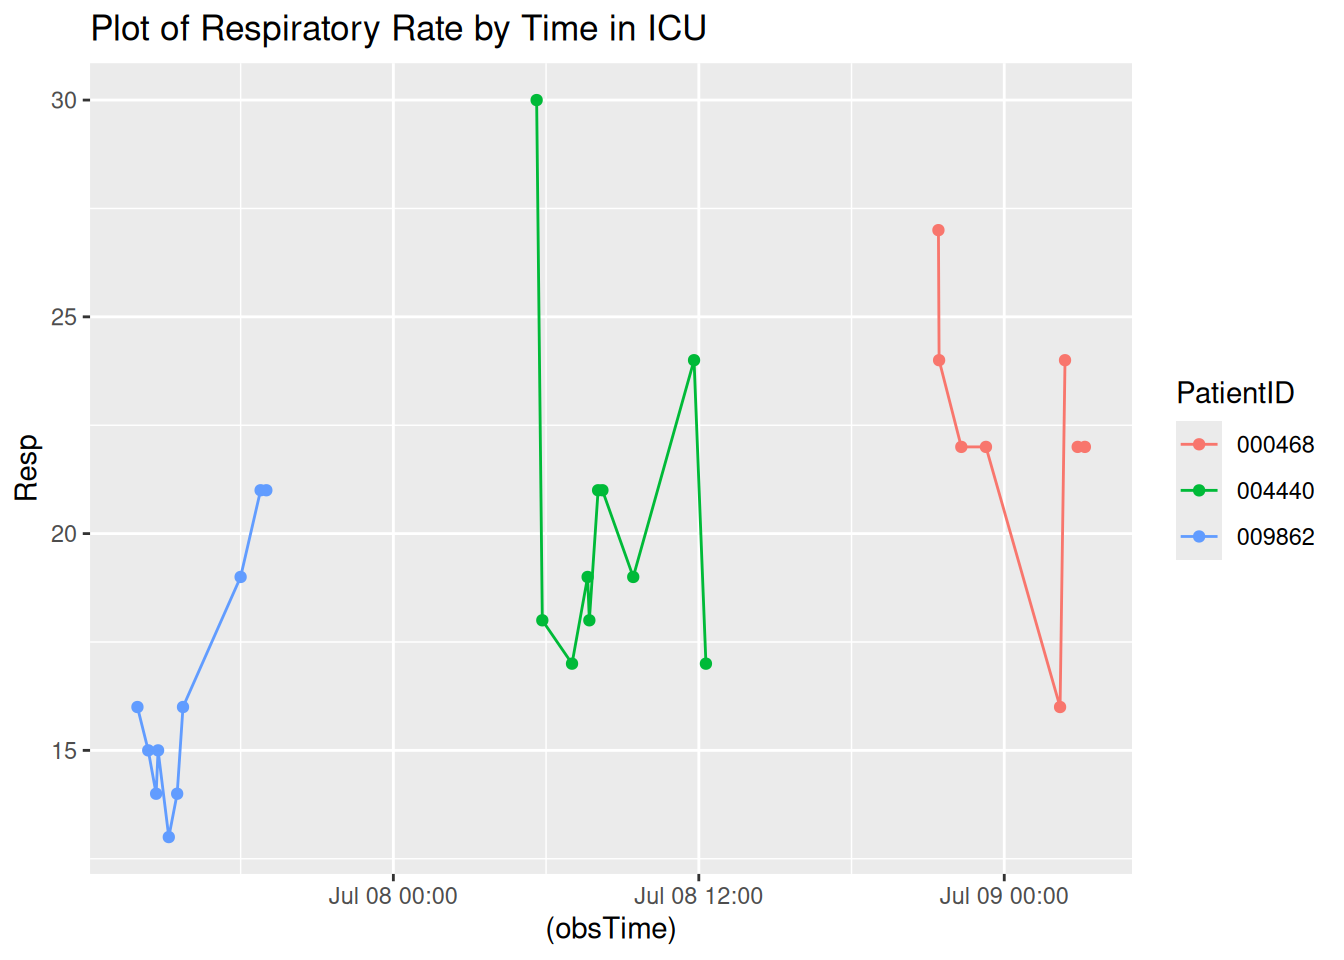 Plot of Respiratory Rate by Time in ICU
30
25
20
15
Resp
Jul 08 00:00
Jul 08 12:00
Jul 09 00:00
(obsTime)
PatientID
000468
004440
009862